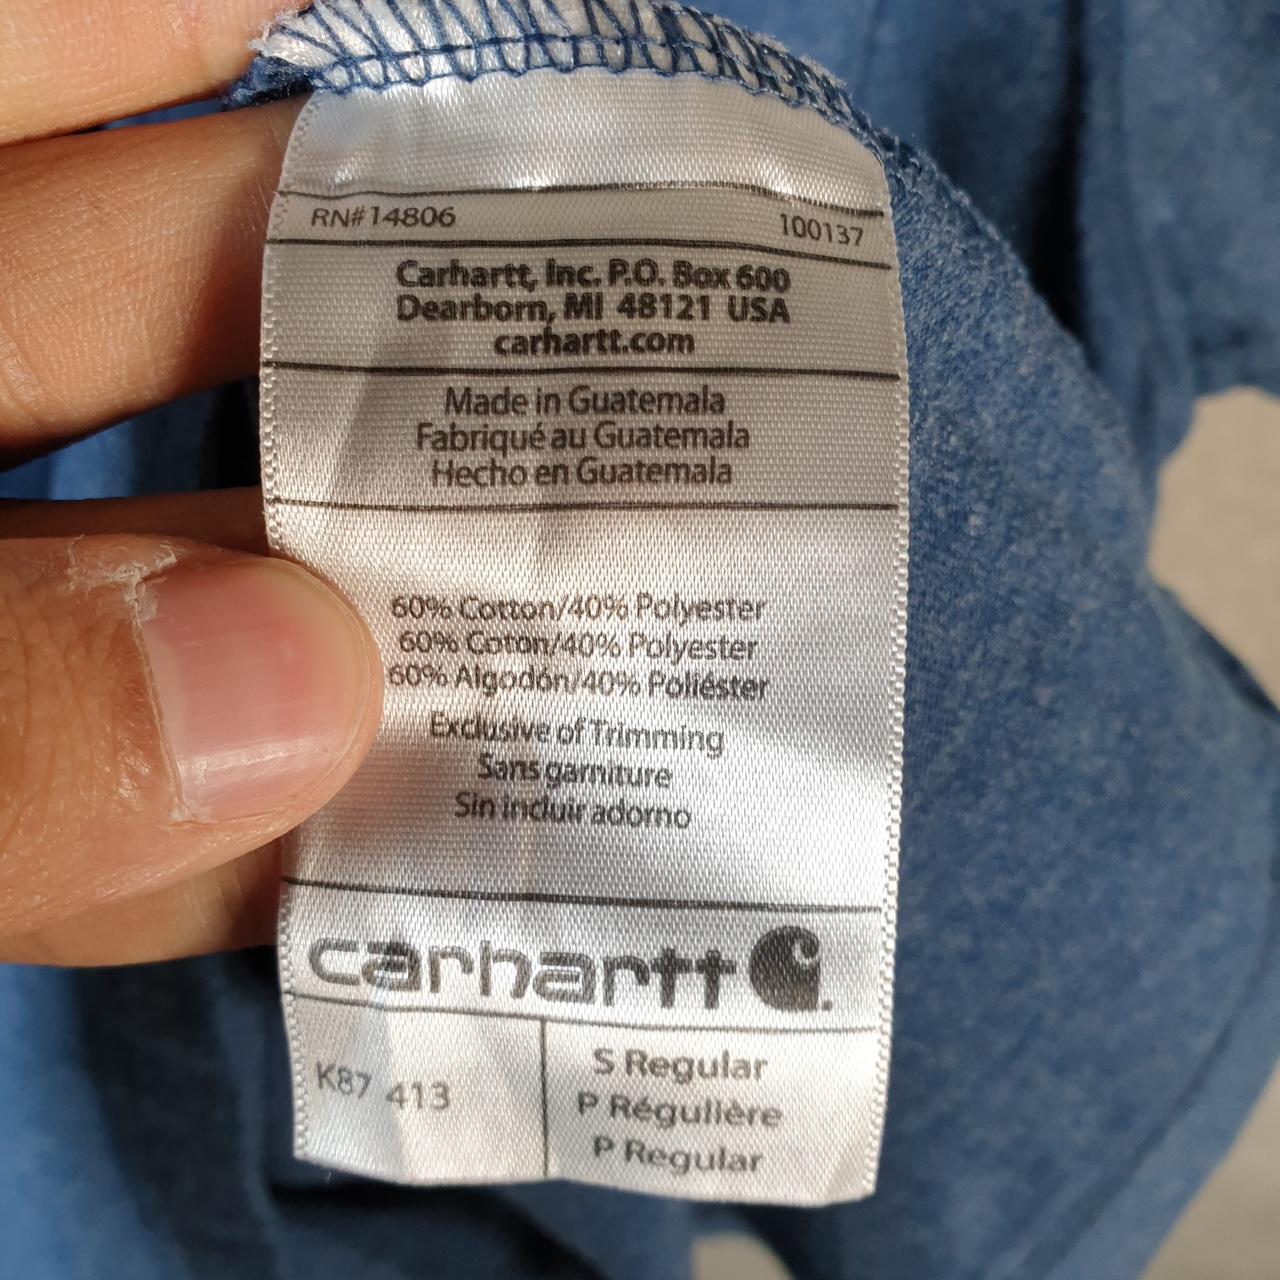 RN#14806 100137
Carhartt, Inc. P.O. Box 600
Dearborn, MI 48121 USA
carhartt.com
Made in Guatemala
Fabriqué au Guatemala
Hecho en Guatemala
60% Cotton/40% Polyester
60% Coton/40% Polyester
60% Algodón/40% Poliéster
Exclusive of Trimming
Sans garniture
Sin incluir adorno
carhartt
K87 413
S Regular
P Régulière
P Regular